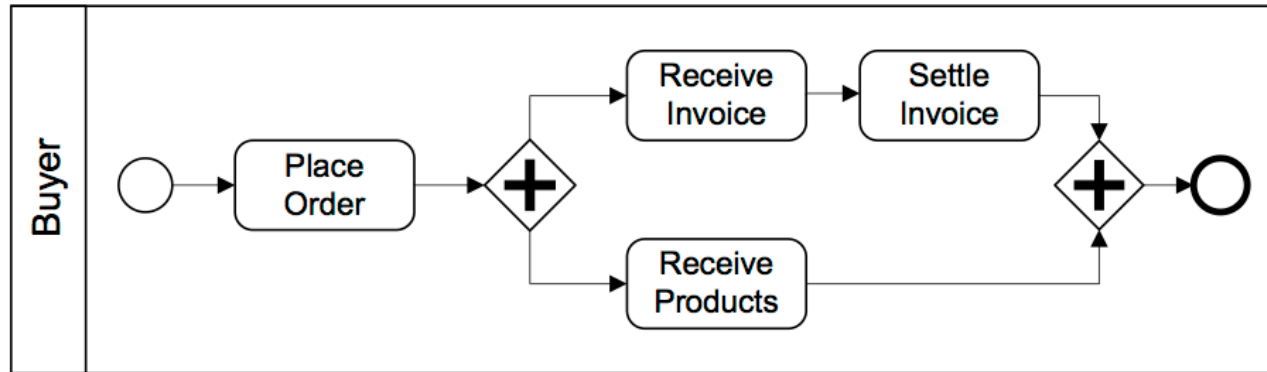 Buyer
Place
Order
Receive
Invoice
Settle
Invoice
Receive
Products